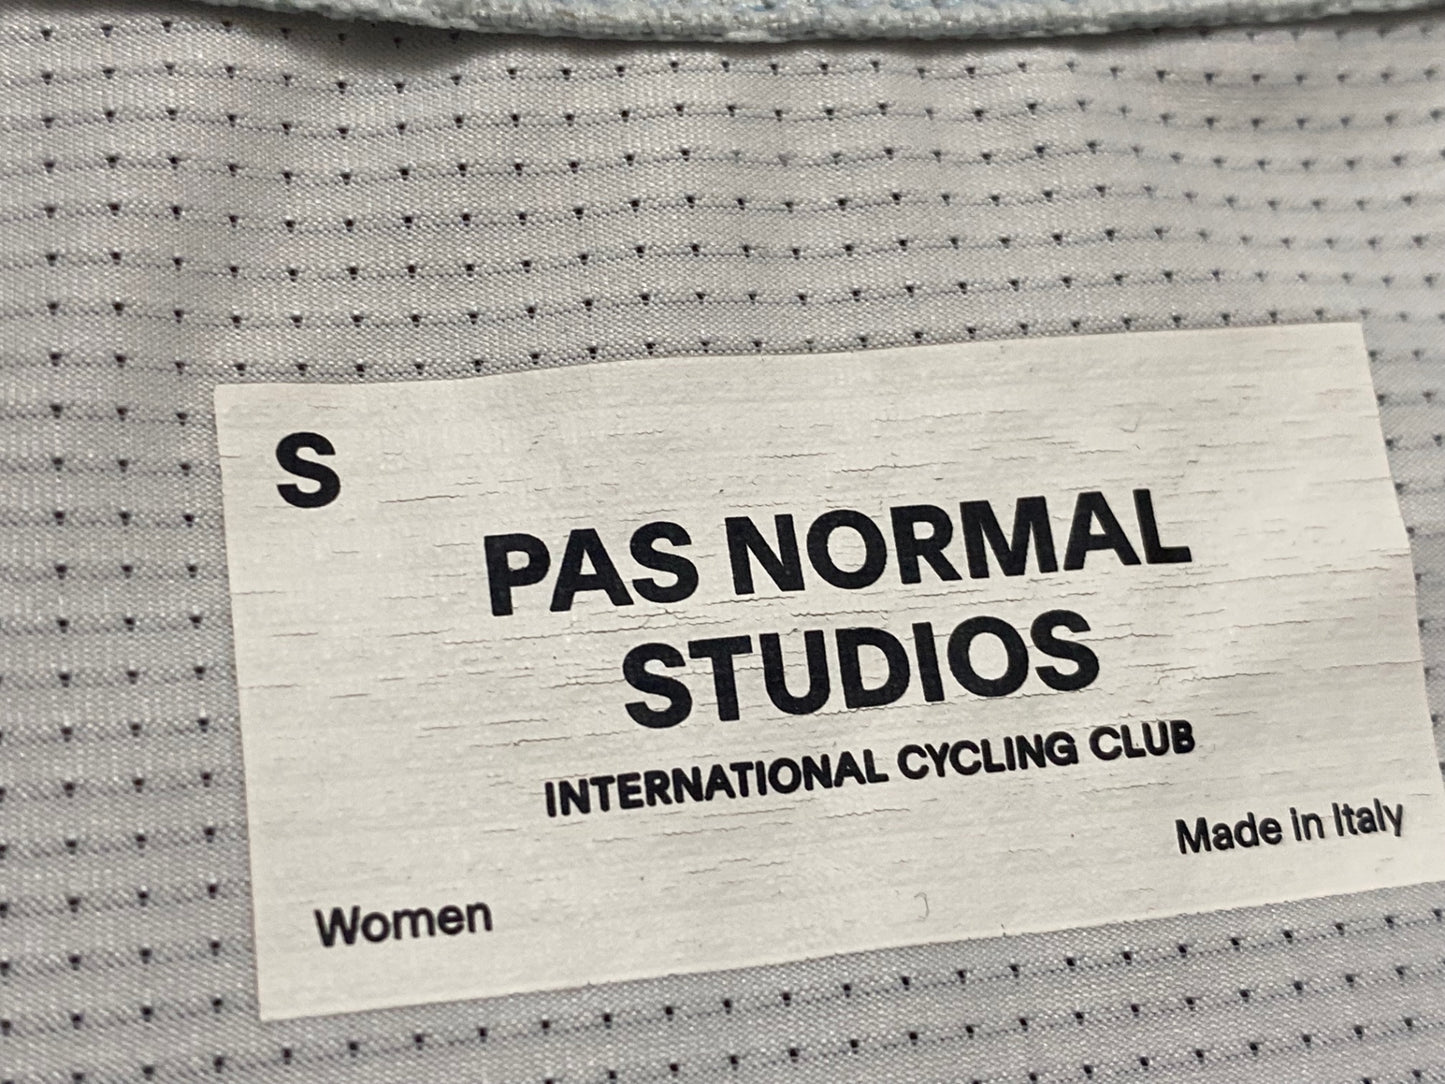 S
PAS NORMAL
STUDIOS
INTERNATIONAL CYCLING CLUB
Made in Italy
Women